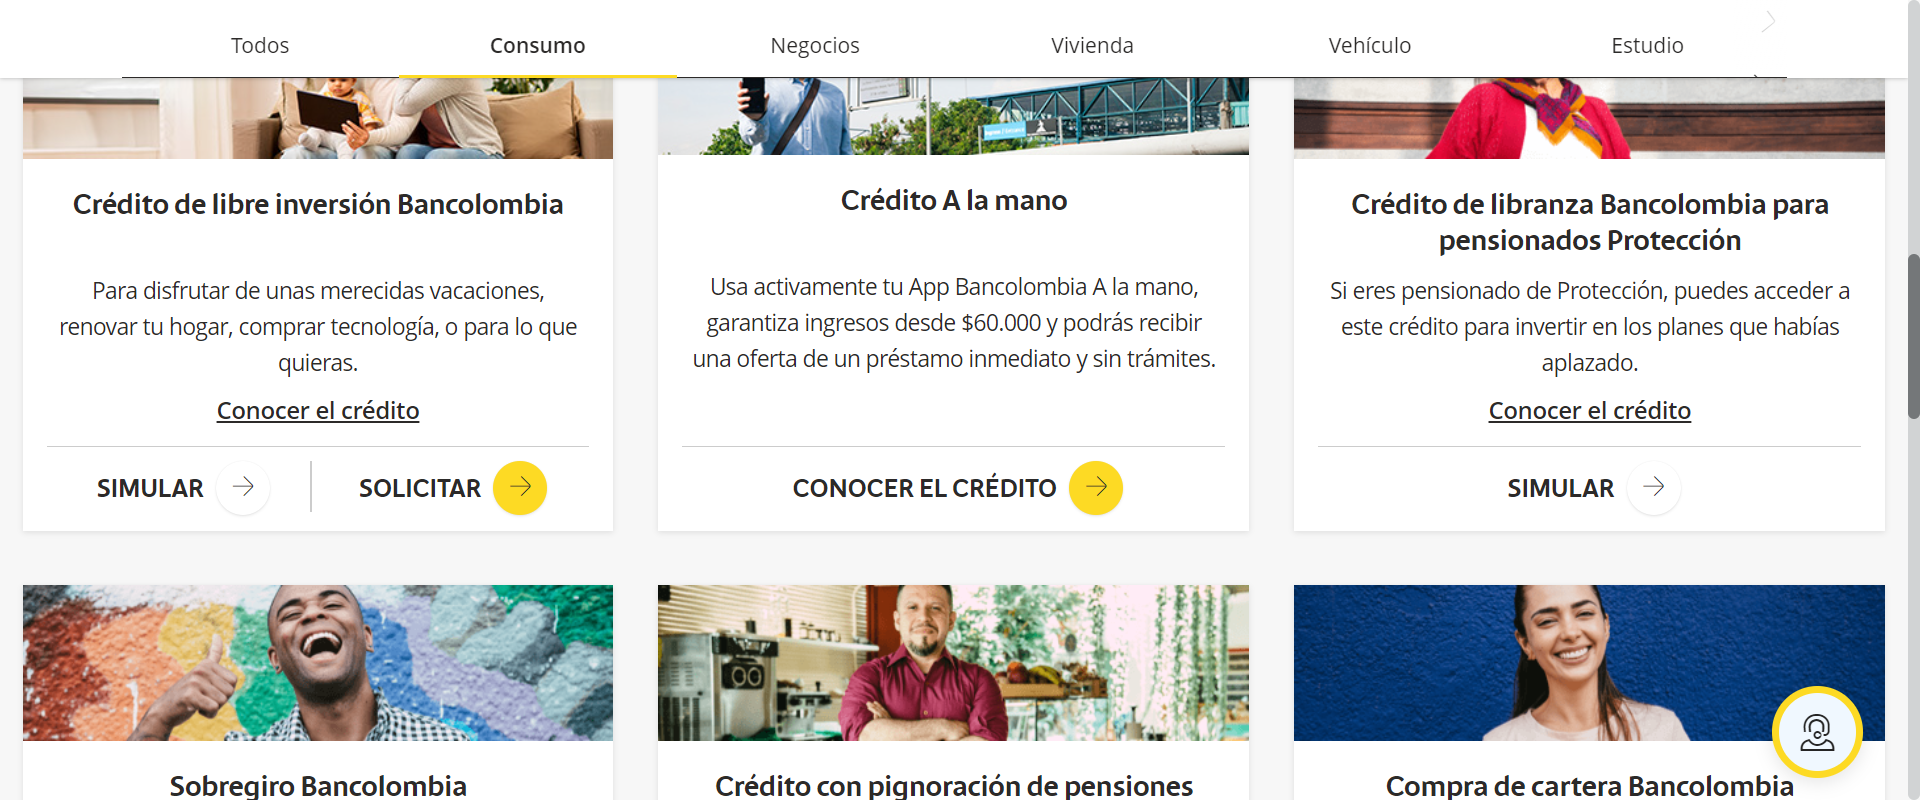 Todos
Consumo
Negocios
Vivienda
Vehículo
Estudio
Crédito de libre inversión Bancolombia
Para disfrutar de unas merecidas vacaciones,
renovar tu hogar, comprar tecnología, o para lo que
quieras.
Conocer el crédito
SIMULAR
SOLICITAR
Crédito A la mano
Usa activamente tu App Bancolombia A la mano,
garantiza ingresos desde $60.000 y podrás recibir
una oferta de un préstamo inmediato y sin trámites.
CONOCER EL CRÉDITO
Crédito de libranza Bancolombia para
pensionados Protección
Si eres pensionado de Protección, puedes acceder a
este crédito para invertir en los planes que habías
aplazado.
Conocer el crédito
SIMULAR
Sobregiro Bancolombia
Crédito con pignoración de pensiones
Compra de cartera Bancolombia